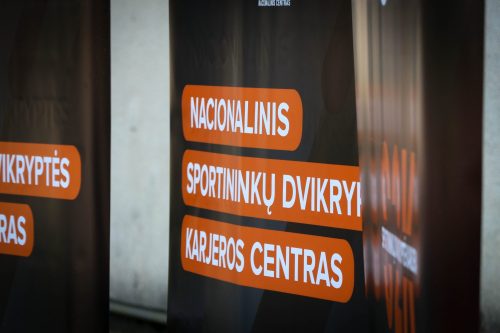 VIKRYPTĖS
RAS
NACIONALINIS
SPORTININKŲ DVIKRYP
KARJEROS CENTRAS